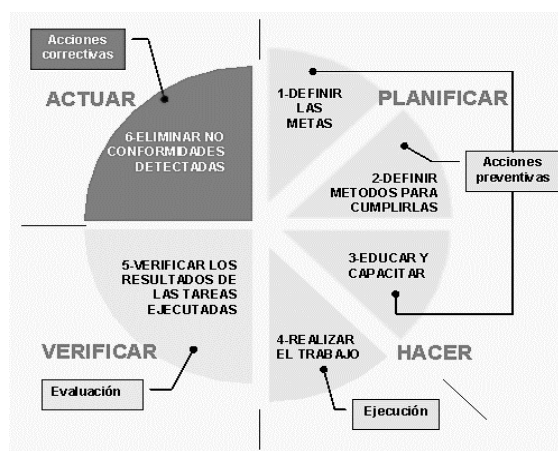 Acciones
correctivas
ACTUAR
6-ELIMINAR NO
CONFORMIDADES
DETECTADAS
1-DEFINIR
LAS
METAS
PLANIFICAR
2-DEFINIR
METODOS PARA
CUMPLIRLAS
Acciones
preventivas
3-EDUCAR Y
CAPACITAR
4-REALIZAR
EL TRABAJO
HACER
Ejecución
5-VERIFICAR LOS
RESULTADOS DE
LAS TAREAS
EJECUTADAS
VERIFICAR
Evaluación